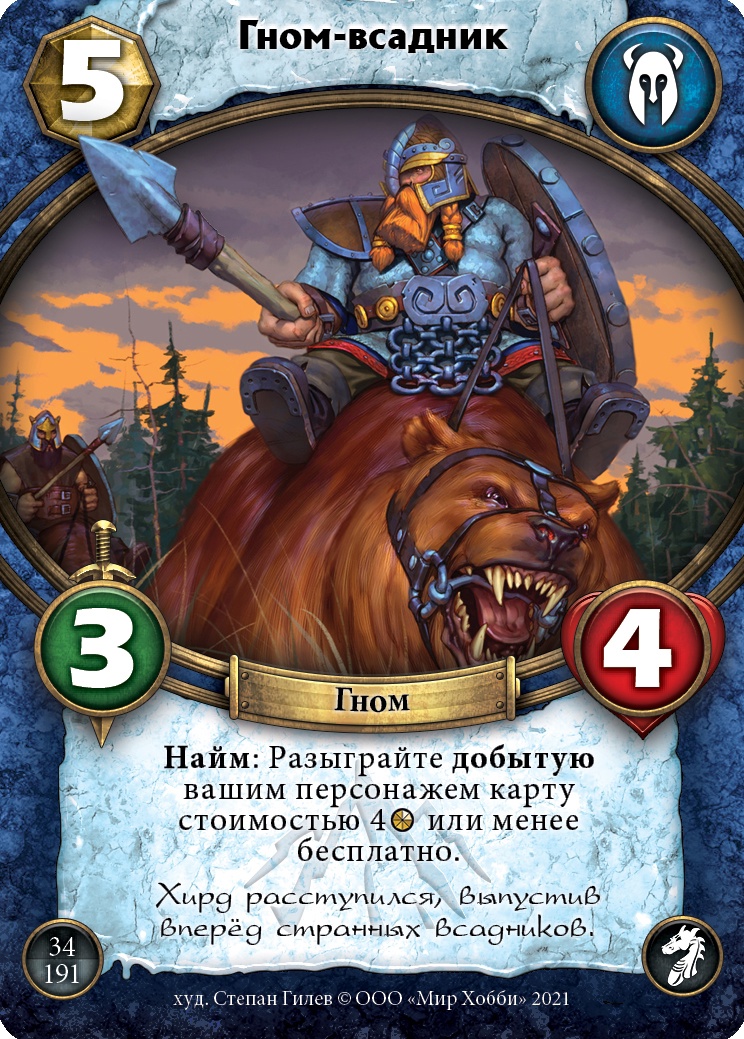 Гном-всадник
5
3
4
Гном
Найм: Разыграйте добытую
вашим персонажем карту
стоимостью 4 или менее
бесплатно.
Хирд расступился, выпустив
вперёд странных всадников.
34
191
худ. Степан Гилев © ООО «Мир Хобби» 2021